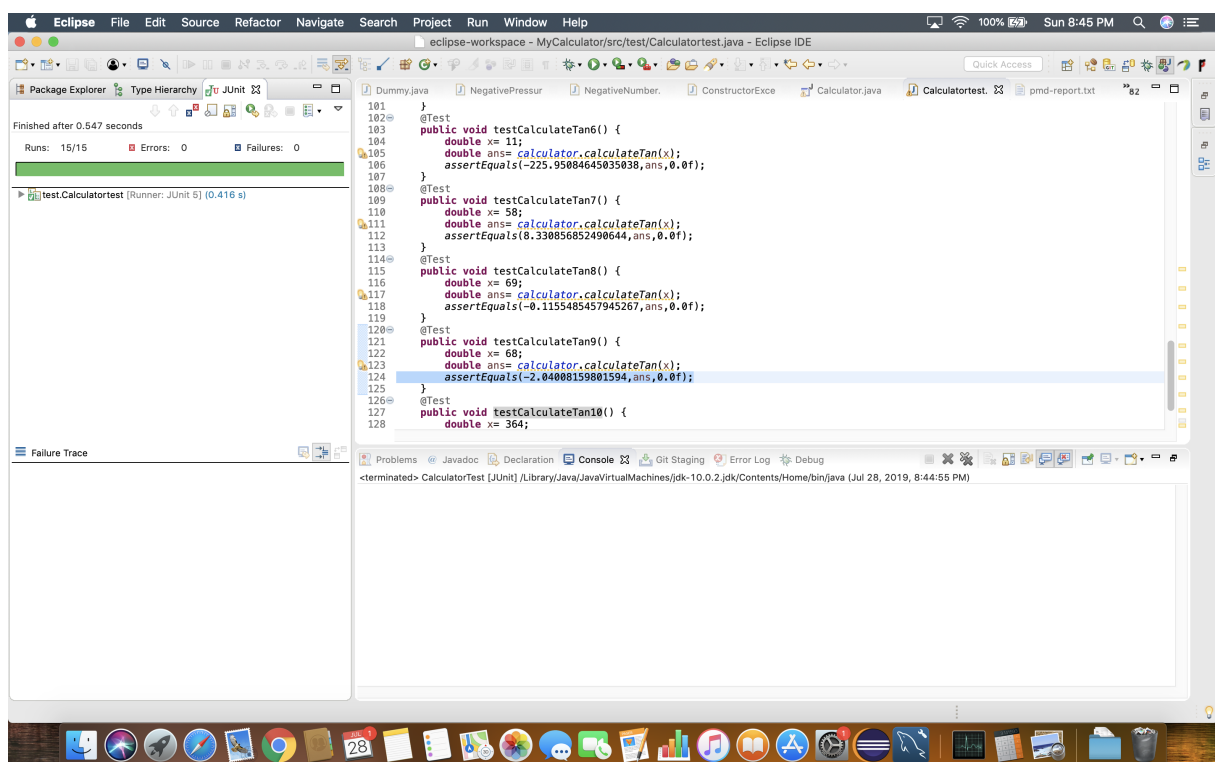 Eclipse File Edit Source Refactor Navigate Search Project Run Window Help 100% Sun 8:45 PM
eclipse-workspace - MyCalculator/src/test/Calculatortest.java - Eclipse IDE
Quick Access
Package Explorer Type Hierarchy JUnit
Finished after 0.547 seconds
Runs: 15/15 Errors: 0 Failures: 0
test.Calculatortest [Runner: JUnit 5] (0.416 s)
Failure Trace
Dummy.java NegativePressur NegativeNumber. ConstructorExce Calculator.java Calculatortest. pmd-report.txt »82
101 }
102 @Test
103 public void testCalculateTan6() {
104 double x= 11;
105 double ans= calculator.calculateTan(x);
106 assertEquals(-225.95084645035038,ans,0.0f);
107 }
108 @Test
109 public void testCalculateTan7() {
110 double x= 58;
111 double ans= calculator.calculateTan(x);
112 assertEquals(8.330856852490644,ans,0.0f);
113 }
114 @Test
115 public void testCalculateTan8() {
116 double x= 69;
117 double ans= calculator.calculateTan(x);
118 assertEquals(-0.1155485457945267,ans,0.0f);
119 }
120 @Test
121 public void testCalculateTan9() {
122 double x= 68;
123 double ans= calculator.calculateTan(x);
124 assertEquals(-2.04008159801594,ans,0.0f);
125 }
126 @Test
127 public void testCalculateTan10() {
128 double x= 364;
Problems Javadoc Declaration Console Git Staging Error Log Debug
<terminated> CalculatorTest [JUnit] /Library/Java/JavaVirtualMachines/jdk-10.0.2.jdk/Contents/Home/bin/java (Jul 28, 2019, 8:44:55 PM)
JUL
28